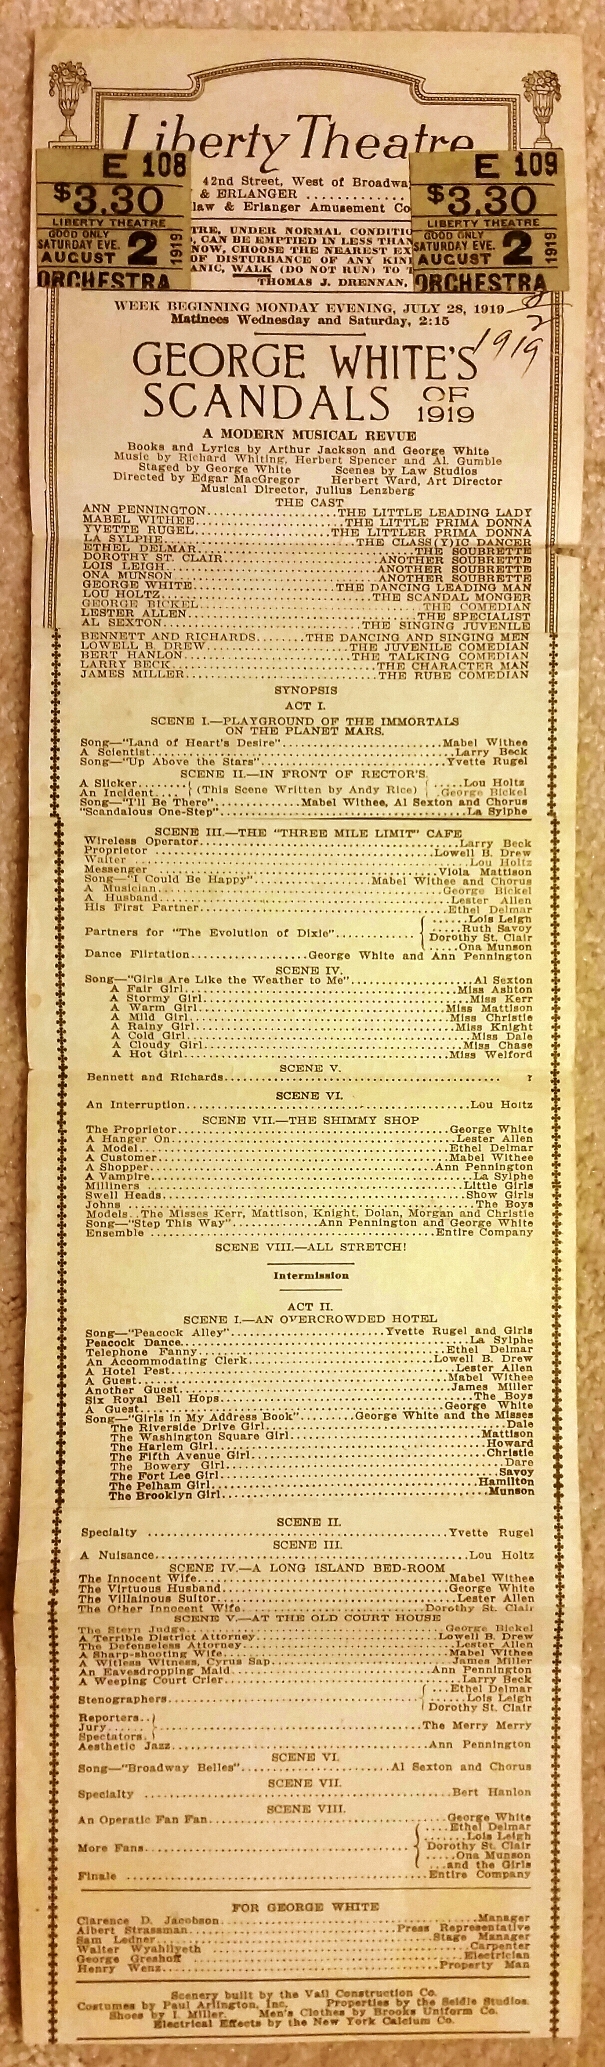 Liberty Theatre
E 108
$3.30
LIBERTY THEATRE
GOOD ONLY
SATURDAY EVE.
AUGUST 2 1919
ORCHESTRA
E 109
$3.30
LIBERTY THEATRE
GOOD ONLY
SATURDAY EVE.
AUGUST 2 1919
ORCHESTRA
42nd Street, West of Broadwa
& ERLANGER
law & Erlanger Amusement Co
TRE, UNDER NORMAL CONDITIO
, CAN BE EMPTIED IN LESS THAN
NOW, CHOOSE THE NEAREST EX
OF DISTURBANCE OF ANY KIN
ANIC, WALK (DO NOT RUN) TO T
THOMAS J. DRENNAN,
WEEK BEGINNING MONDAY EVENING, JULY 28, 1919
Matinees Wednesday and Saturday, 2:15
8/2
1919
GEORGE WHITE'S
SCANDALS OF 1919
A MODERN MUSICAL REVUE
Books and Lyrics by Arthur Jackson and George White
Music by Richard Whiting, Herbert Spencer and Al. Gumble
Staged by George White Scenes by Law Studios
Directed by Edgar MacGregor Herbert Ward, Art Director
Musical Director, Julius Lenzberg
THE CAST
ANN PENNINGTON....THE LITTLE LEADING LADY
MABEL WITHEE....THE LITTLE PRIMA DONNA
YVETTE RUGEL....THE LITTLER PRIMA DONNA
LA SYLPHE....THE CLASS(Y)IC DANCER
ETHEL DELMAR....THE SOUBRETTE
DOROTHY ST. CLAIR....ANOTHER SOUBRETTE
LOIS LEIGH....ANOTHER SOUBRETTE
ONA MUNSON....ANOTHER SOUBRETTE
GEORGE WHITE....THE DANCING LEADING MAN
LOU HOLTZ....THE SCANDAL MONGER
GEORGE BICKEL....THE COMEDIAN
LESTER ALLEN....THE SPECIALIST
AL SEXTON....THE SINGING JUVENILE
BENNETT AND RICHARDS....THE DANCING AND SINGING MEN
LOWELL B. DREW....THE JUVENILE COMEDIAN
BERT HANLON....THE TALKING COMEDIAN
LARRY BECK....THE CHARACTER MAN
JAMES MILLER....THE RUBE COMEDIAN
SYNOPSIS
ACT I.
SCENE I.—PLAYGROUND OF THE IMMORTALS
ON THE PLANET MARS.
Song—"Land of Heart's Desire"....Mabel Withee
A Scientist....Larry Beck
Song—"Up Above the Stars"....Yvette Rugel
SCENE II.—IN FRONT OF RECTOR'S.
A Slicker....{ (This Scene Written by Andy Rice) { ....Lou Holtz
An Incident....{ {....George Bickel
Song—"I'll Be There"....Mabel Withee, Al Sexton and Chorus
"Scandalous One-Step"....La Sylphe
SCENE III.—THE "THREE MILE LIMIT" CAFE
Wireless Operator....Larry Beck
Proprietor....Lowell B. Drew
Waiter....Lou Holtz
Messenger....Viola Mattison
Song—"I Could Be Happy"....Mabel Withee and Chorus
A Musician....George Bickel
A Husband....Lester Allen
His First Partner....Ethel Delmar
Partners for "The Evolution of Dixie"....{....Lois Leigh
....Ruth Savoy
Dorothy St. Clair
....Ona Munson
Dance Flirtation....George White and Ann Pennington
SCENE IV.
Song—"Girls Are Like the Weather to Me"....Al Sexton
A Fair Girl....Miss Ashton
A Stormy Girl....Miss Kerr
A Warm Girl....Miss Mattison
A Mild Girl....Miss Christie
A Rainy Girl....Miss Knight
A Cold Girl....Miss Dale
A Cloudy Girl....Miss Chase
A Hot Girl....Miss Welford
SCENE V.
Bennett and Richards....?
SCENE VI.
An Interruption....Lou Holtz
SCENE VII.—THE SHIMMY SHOP
The Proprietor....George White
A Hanger On....Lester Allen
A Model....Ethel Delmar
A Customer....Mabel Withee
A Shopper....Ann Pennington
A Vampire....La Sylphe
Milliners....Little Girls
Swell Heads....Show Girls
Johns....The Boys
Models..The Misses Kerr, Mattison, Knight, Dolan, Morgan and Christie
Song—"Step This Way"....Ann Pennington and George White
Ensemble....Entire Company
SCENE VIII.—ALL STRETCH!
Intermission
ACT II.
SCENE I.—AN OVERCROWDED HOTEL
Song—"Peacock Alley"....Yvette Rugel and Girls
Peacock Dance....La Sylphe
Telephone Fanny....Ethel Delmar
An Accommodating Clerk....Lowell B. Drew
A Hotel Pest....Lester Allen
A Guest....Mabel Withee
Another Guest....James Miller
Six Royal Bell Hops....The Boys
A Guest....George White
Song—"Girls in My Address Book"....George White and the Misses
The Riverside Drive Girl....Dale
The Washington Square Girl....Mattison
The Harlem Girl....Howard
The Fifth Avenue Girl....Christie
The Bowery Girl....Dare
The Fort Lee Girl....Savoy
The Pelham Girl....Hamilton
The Brooklyn Girl....Munson
SCENE II.
Specialty....Yvette Rugel
SCENE III.
A Nuisance....Lou Holtz
SCENE IV.—A LONG ISLAND BED-ROOM
The Innocent Wife....Mabel Withee
The Virtuous Husband....George White
The Villainous Suitor....Lester Allen
The Other Innocent Wife....Dorothy St. Clair
SCENE V.—AT THE OLD COURT HOUSE
The Stern Judge....George Bickel
A Terrible District Attorney....Lowell B. Drew
The Defenseless Attorney....Lester Allen
A Sharp-shooting Wife....Mabel Withee
A Witless Witness, Cyrus Sap....James Miller
An Eavesdropping Maid....Ann Pennington
A Weeping Court Crier....Larry Beck
Stenographers....{....Ethel Delmar
....Lois Leigh
Dorothy St. Clair
Reporters..}
Jury....}....The Merry Merry
Spectators.}
Aesthetic Jazz....Ann Pennington
SCENE VI.
Song—"Broadway Belles"....Al Sexton and Chorus
SCENE VII.
Specialty....Bert Hanlon
SCENE VIII.
An Operatic Fan Fan....George White
More Fans....{....Ethel Delmar
....Lois Leigh
Dorothy St. Clair
....Ona Munson
...and the Girls
Finale....Entire Company
FOR GEORGE WHITE
Clarence D. Jacobson....Manager
Albert Strassman....Press Representative
Sam Ledner....Stage Manager
Walter Wyahliyeth....Carpenter
George Greshoff....Electrician
Henry Wenz....Property Man
Scenery built by the Vail Construction Co.
Costumes by Paul Arlington, Inc. Properties by the Seidle Studios.
Shoes by I. Miller. Men's Clothes by Brooks Uniform Co.
Electrical Effects by the New York Calcium Co.